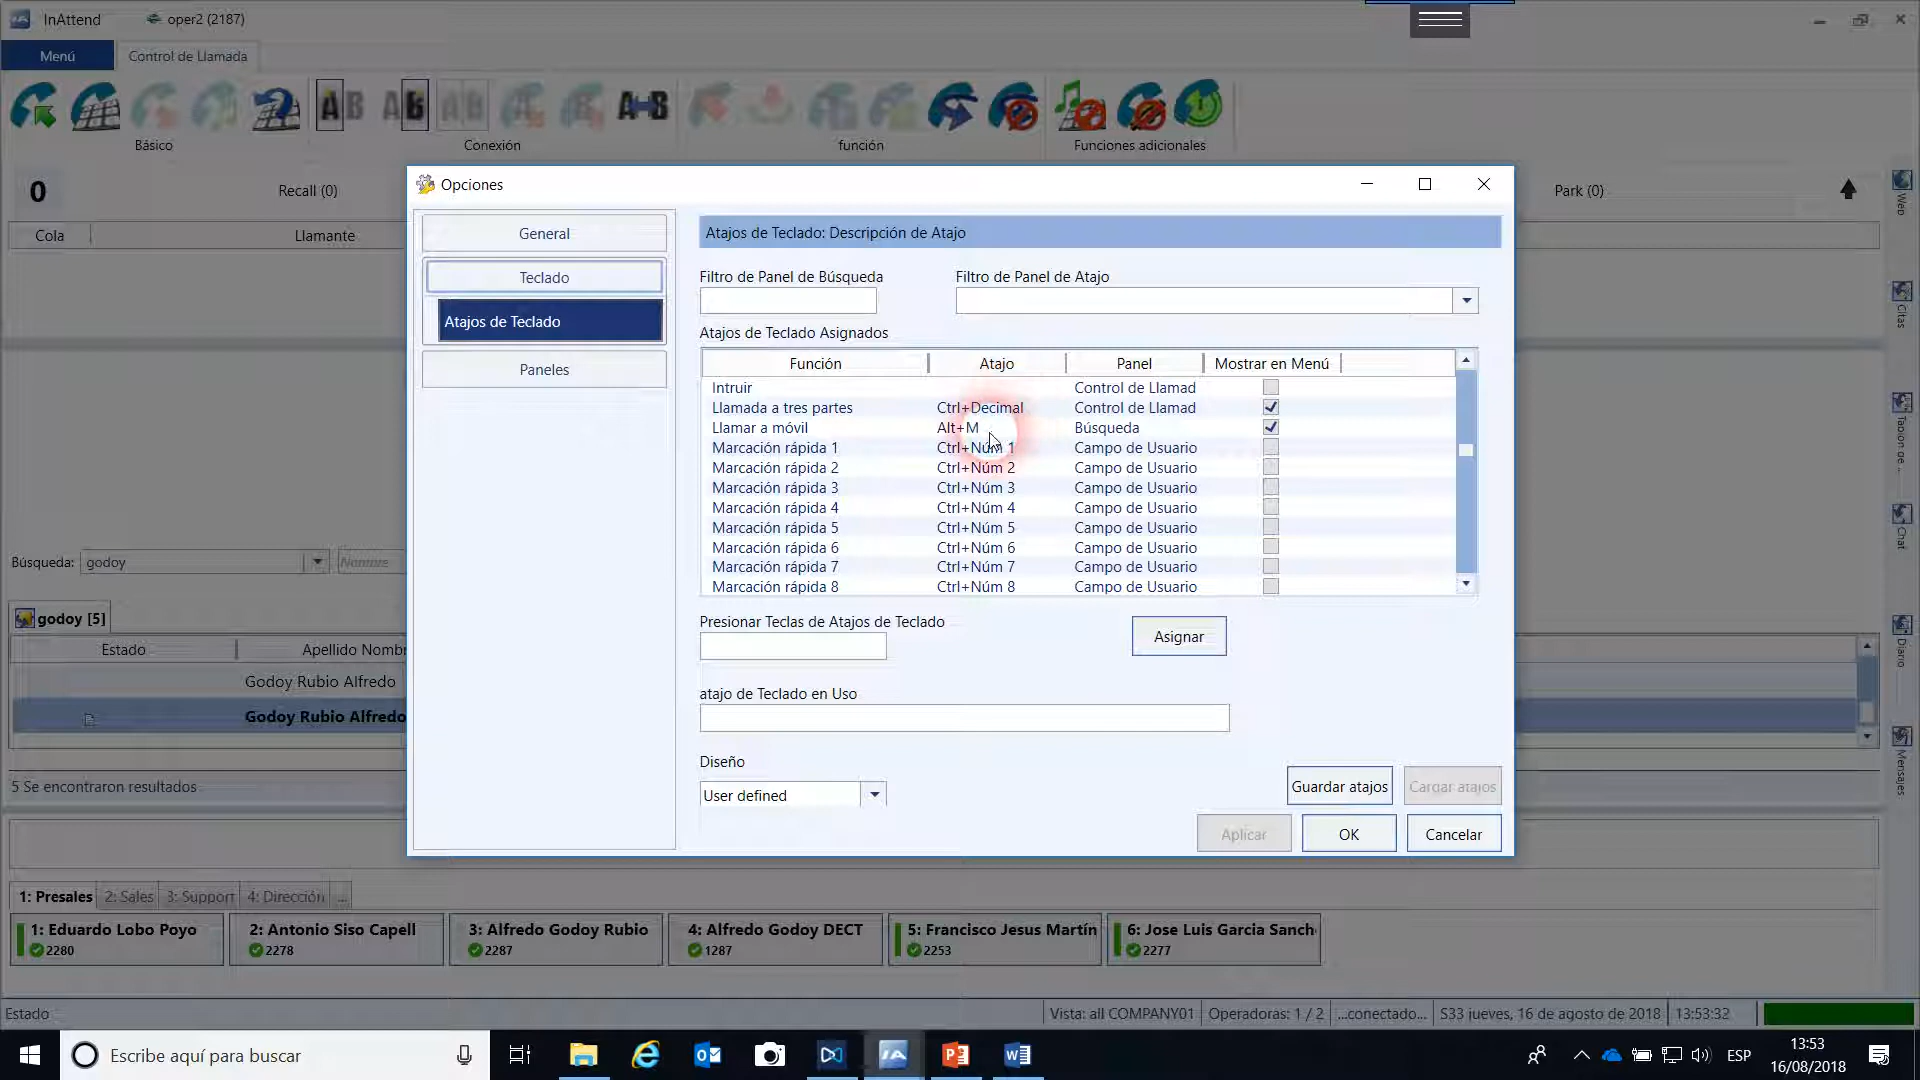 InAttend
oper2 (2187)
Menú
Control de Llamada
Básico
Conexión
función
Funciones adicionales
0
Recall (0)
Park (0)
Cola
Llamante
Web
Citas
Chat
Diario
Mensajes
Opciones
General
Teclado
Atajos de Teclado
Paneles
Atajos de Teclado: Descripción de Atajo
Filtro de Panel de Búsqueda
Filtro de Panel de Atajo
Atajos de Teclado Asignados
Función Atajo Panel Mostrar en Menú
Intruir Control de Llamad
Llamada a tres partes Ctrl+Decimal Control de Llamad
Llamar a móvil Alt+M Búsqueda
Marcación rápida 1 Ctrl+Núm 1 Campo de Usuario
Marcación rápida 2 Ctrl+Núm 2 Campo de Usuario
Marcación rápida 3 Ctrl+Núm 3 Campo de Usuario
Marcación rápida 4 Ctrl+Núm 4 Campo de Usuario
Marcación rápida 5 Ctrl+Núm 5 Campo de Usuario
Marcación rápida 6 Ctrl+Núm 6 Campo de Usuario
Marcación rápida 7 Ctrl+Núm 7 Campo de Usuario
Marcación rápida 8 Ctrl+Núm 8 Campo de Usuario
Presionar Teclas de Atajos de Teclado
Asignar
atajo de Teclado en Uso
Diseño
User defined
Guardar atajos
Cargar atajos
Aplicar
OK
Cancelar
Búsqueda: godoy Nombre
godoy [5]
Estado Apellido Nombr
Godoy Rubio Alfredo
Godoy Rubio Alfredo
5 Se encontraron resultados
1: Presales 2: Sales 3: Support 4: Dirección ...
1: Eduardo Lobo Poyo
2280
2: Antonio Siso Capell
2278
3: Alfredo Godoy Rubio
2287
4: Alfredo Godoy DECT
1287
5: Francisco Jesus Martín
2253
6: Jose Luis Garcia Sanch
2277
Estado
Vista: all COMPANY01 Operadoras: 1 / 2 ...conectado... S33 jueves, 16 de agosto de 2018 13:53:32
Escribe aquí para buscar
ESP
13:53
16/08/2018